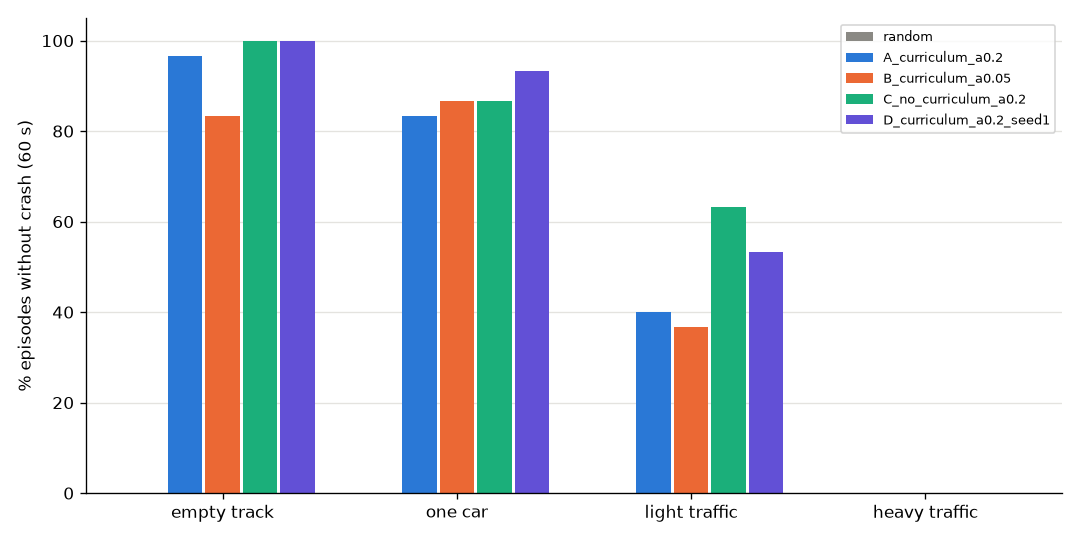 % episodes without crash (60 s)
100
80
60
40
20
0
empty track
one car
light traffic
heavy traffic
random
A_curriculum_a0.2
B_curriculum_a0.05
C_no_curriculum_a0.2
D_curriculum_a0.2_seed1